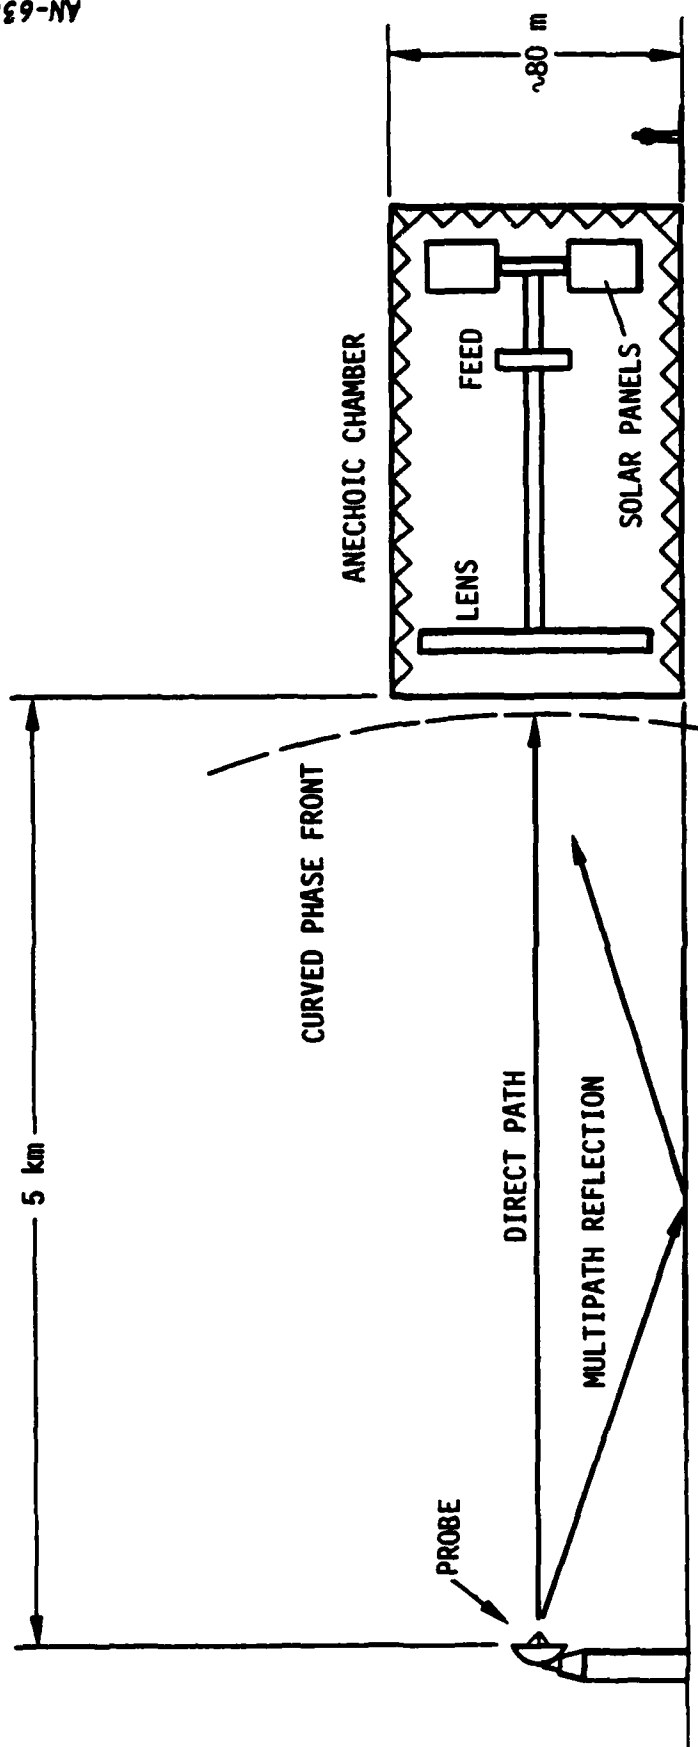 AN-63
5 km
CURVED PHASE FRONT
ANECHOIC CHAMBER
~80 m
PROBE
DIRECT PATH
MULTIPATH REFLECTION
LENS
FEED
SOLAR PANELS